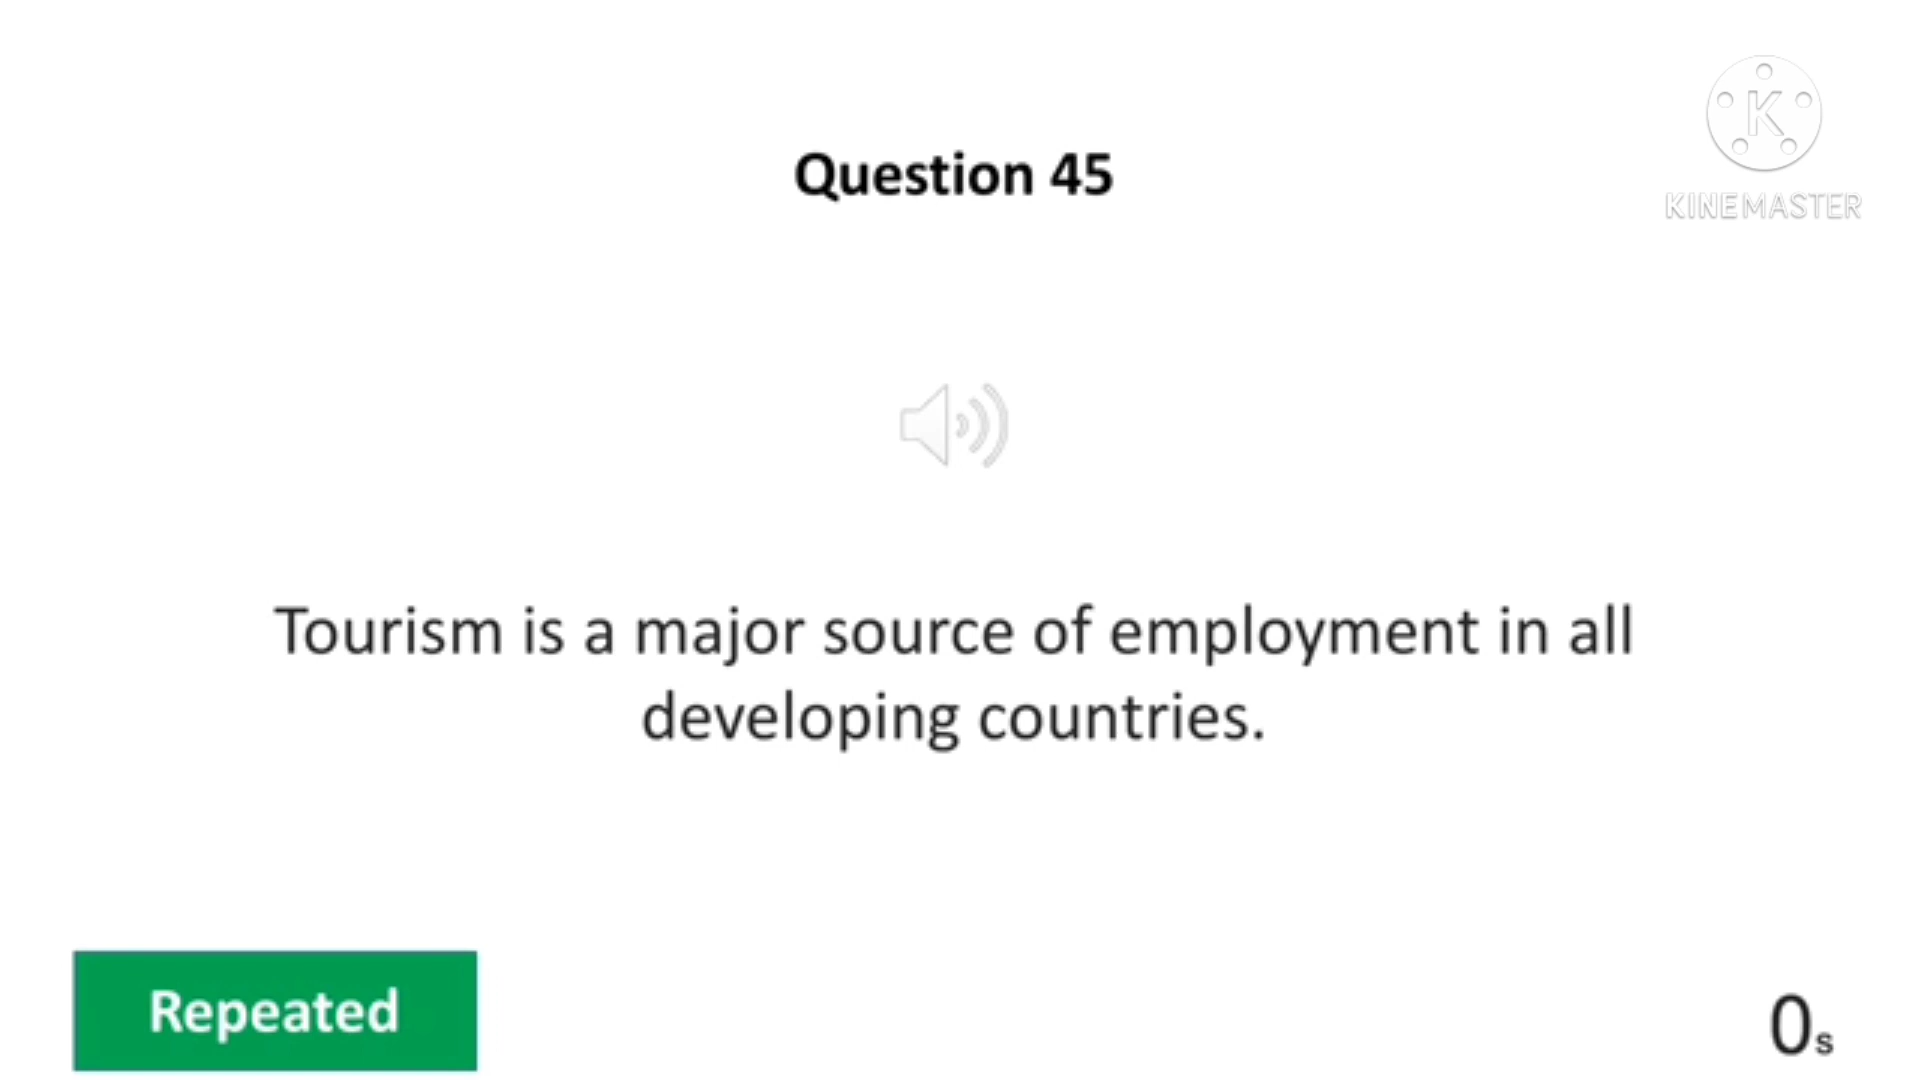 Question 45
K
KINEMASTER
Tourism is a major source of employment in all
developing countries.
Repeated
0s